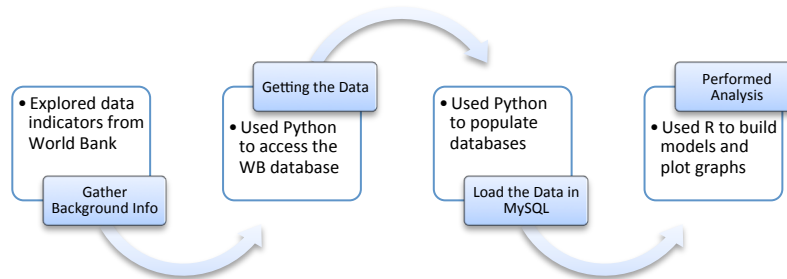 • Explored data
indicators from
World Bank
Gather
Background Info
Getting the Data
• Used Python
to access the
WB database
• Used Python
to populate
databases
Load the Data in
MySQL
Performed
Analysis
• Used R to build
models and
plot graphs